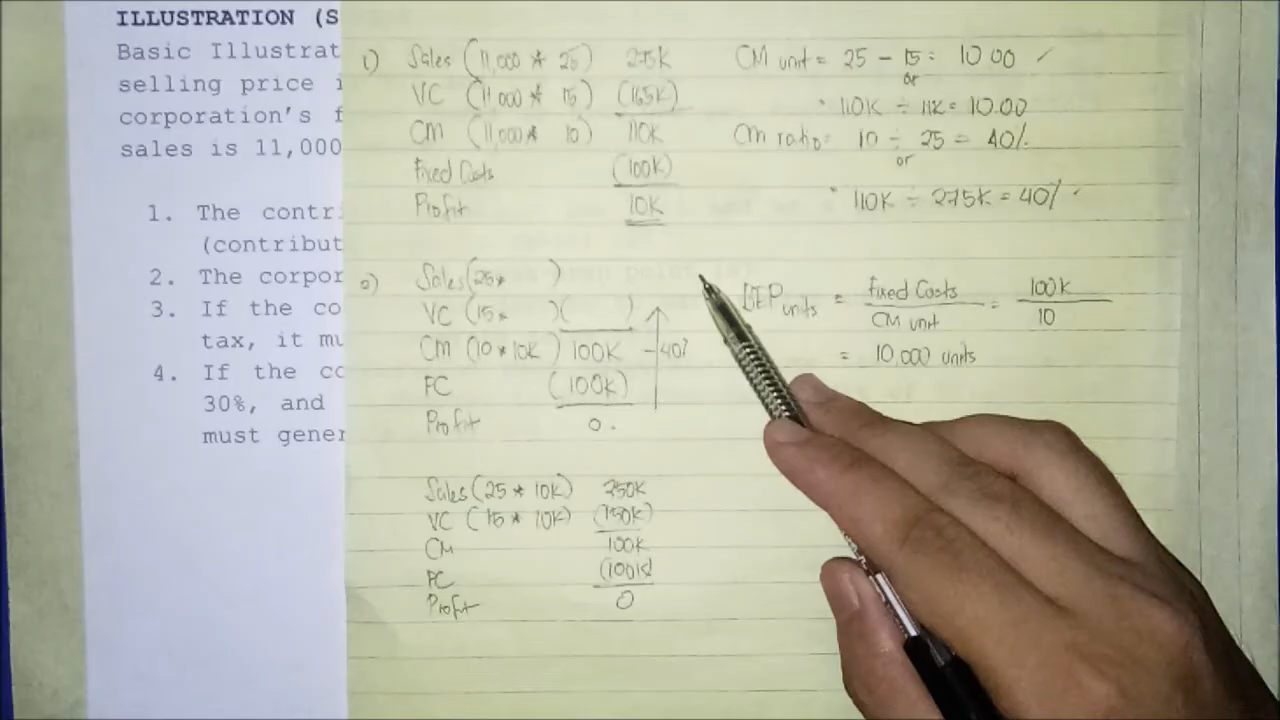 ILLUSTRATION (S
Basic Illustrat
selling price i
corporation's f
sales is 11,000
1. The contri
(contribut
2. The corpor
3. If the co
tax, it mu
4. If the cc
30%, and
must gener
1) Sales (11,000 * 25) 275K
VC (11,000 * 15) (165K)
CM (11,000 * 10) 110K
Fixed Costs (100K)
Profit 10K
CM unit = 25 - 15 = 10.00 ✓
or
110K ÷ 11K = 10.00
CM ratio = 10 ÷ 25 = 40%
or
110K ÷ 275K = 40%
2) Sales (25* )
VC (15* ) ( )
CM (10 * 10K) 100K - 40%
FC (100K)
Profit 0.
BEP units = Fixed Costs / CM unit = 100K / 10
= 10,000 units
Sales (25 * 10K) 250K
VC (15 * 10K) (150K)
CM 100K
FC (100K)
Profit 0